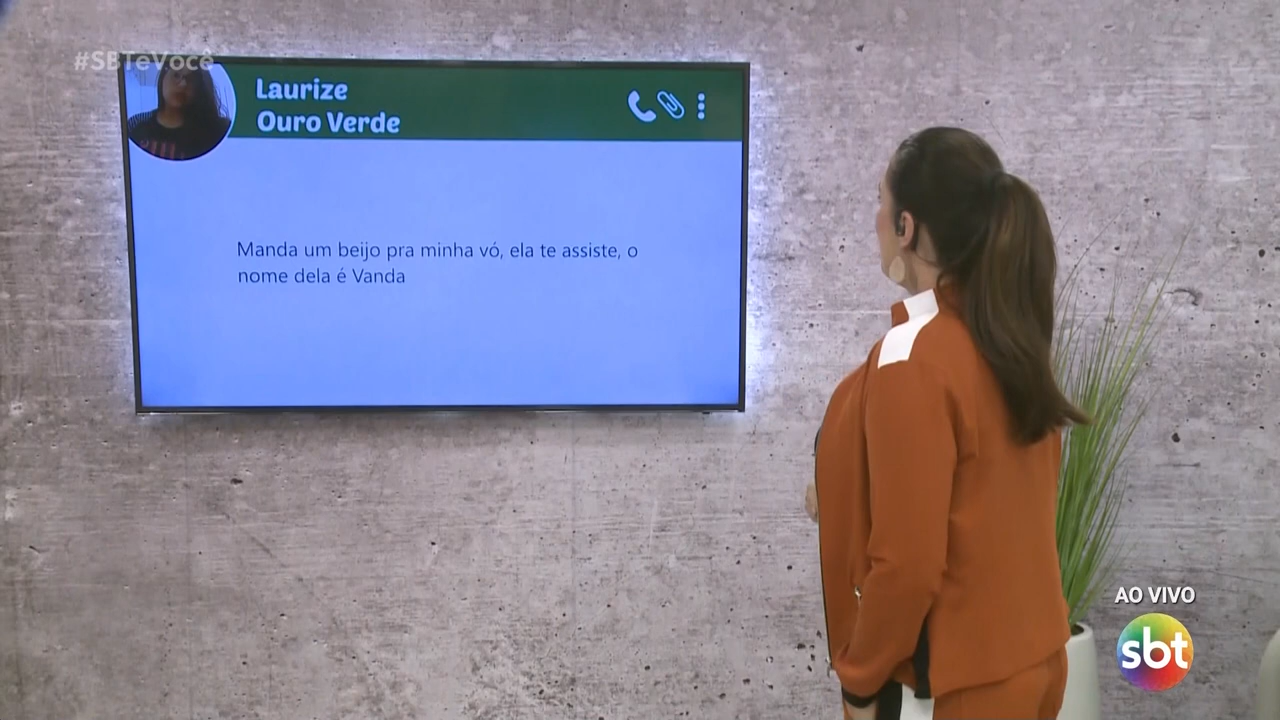 #SBTeVocê
Laurize
Ouro Verde
Manda um beijo pra minha vó, ela te assiste, o
nome dela é Vanda
AO VIVO
sbt